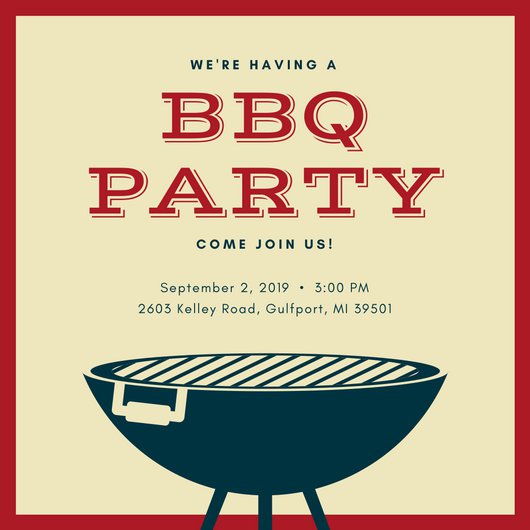 WE'RE HAVING A
BBQ
PARTY
COME JOIN US!
September 2, 2019 • 3:00 PM
2603 Kelley Road, Gulfport, MI 39501